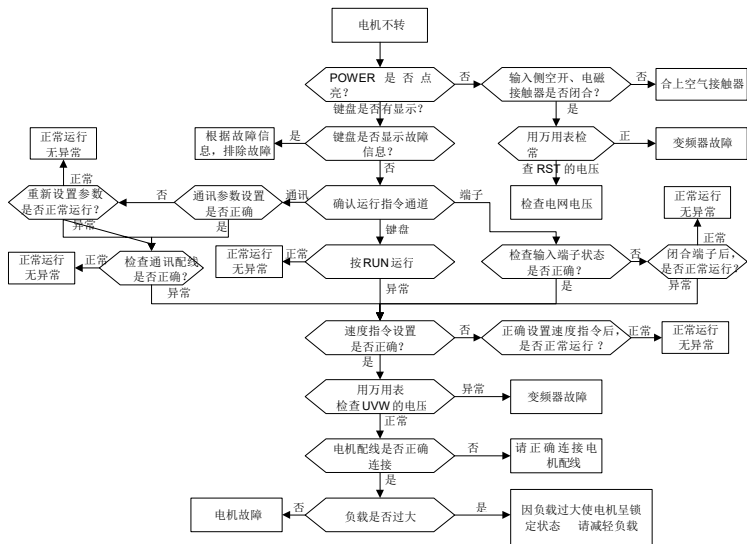 电机不转
POWER 是 否 点
亮?
否
输入侧空开、电磁
接触器是否闭合?
否
合上空气接触器
键盘是否有显示?
是
根据故障信
息，排除故障
是
键盘是否显示故障
信息?
用万用表检
常
正
变频器故障
查 RST 的电压
否
正常运行
无异常
正常
重新设置参数
是否正常运行?
否
通讯参数设置
是否正确
通讯
确认运行指令通道
端子
检查电网电压
正常运行
无异常
异常
是
键盘
正常
正常运行
无异常
正常
检查通讯配线
是否正确?
正常运行
无异常
正常
按RUN 运行
检查输入端子状态
是否正确?
否
闭合端子后，
是否正常运行?
异常
异常
是
异常
速度指令设置
是否正确?
否
正确设置速度指令后，
是否正常运行 ?
正常
正常运行
无异常
是
用万用表
检查UVW 的电压
异常
变频器故障
正常
电机配线是否正确
连接
否
请正确连接电
机配线
是
电机故障
否
负载是否过大
是
因负载过大使电机呈锁
定状态 请减轻负载